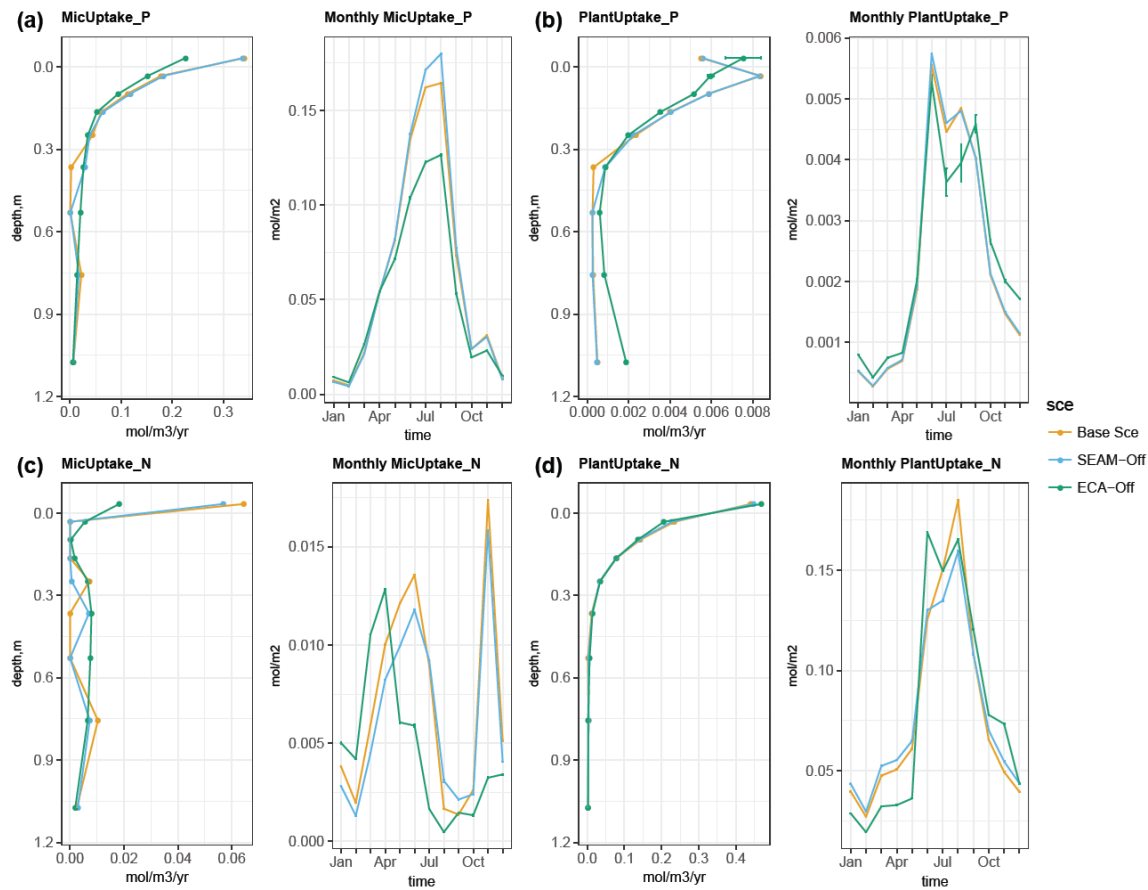 (a) MicUptake_P
Monthly MicUptake_P
(b) PlantUptake_P
Monthly PlantUptake_P
0.0
0.3
0.6
0.9
1.2
depth,m
0.0 0.1 0.2 0.3
mol/m3/yr
0.15
0.10
0.05
0.00
mol/m2
Jan Apr Jul Oct
time
0.0
0.3
0.6
0.9
1.2
depth,m
0.000 0.002 0.004 0.006 0.008
mol/m3/yr
0.006
0.005
0.004
0.003
0.002
0.001
mol/m2
Jan Apr Jul Oct
time
sce
Base Sce
SEAM-Off
ECA-Off
(c) MicUptake_N
Monthly MicUptake_N
(d) PlantUptake_N
Monthly PlantUptake_N
0.0
0.3
0.6
0.9
1.2
depth,m
0.00 0.02 0.04 0.06
mol/m3/yr
0.015
0.010
0.005
0.000
mol/m2
Jan Apr Jul Oct
time
0.0
0.3
0.6
0.9
1.2
depth,m
0.0 0.1 0.2 0.3 0.4
mol/m3/yr
0.15
0.10
0.05
mol/m2
Jan Apr Jul Oct
time